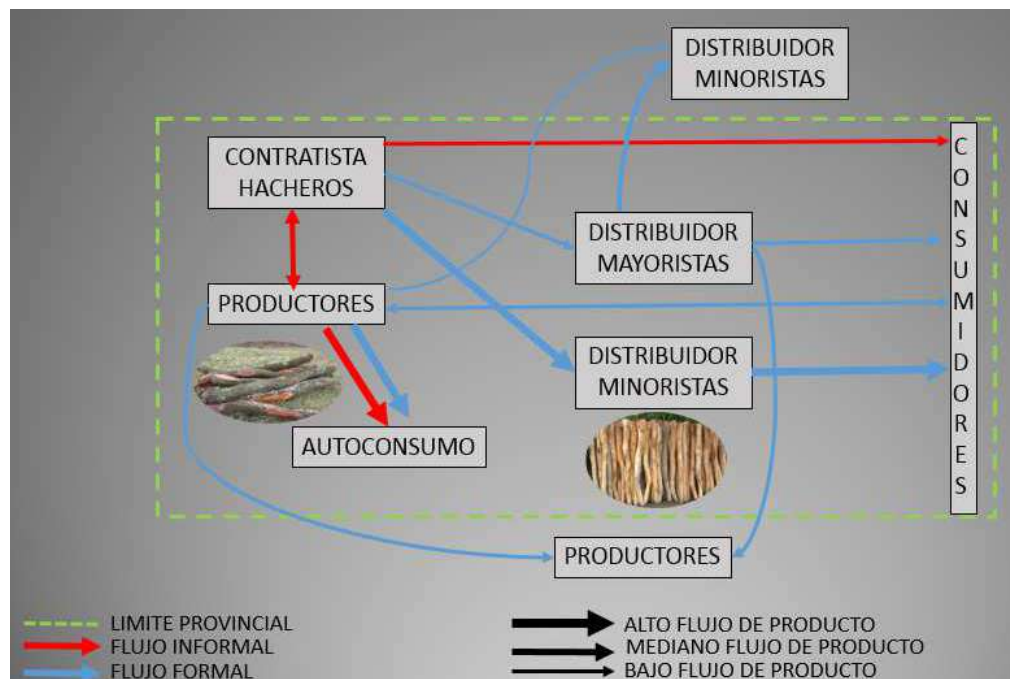 DISTRIBUIDOR
MINORISTAS
CONTRATISTA
HACHEROS
DISTRIBUIDOR
MAYORISTAS
PRODUCTORES
DISTRIBUIDOR
MINORISTAS
AUTOCONSUMO
CONSUMIDORES
PRODUCTORES
LIMITE PROVINCIAL
FLUJO INFORMAL
FLUJO FORMAL
ALTO FLUJO DE PRODUCTO
MEDIANO FLUJO DE PRODUCTO
BAJO FLUJO DE PRODUCTO